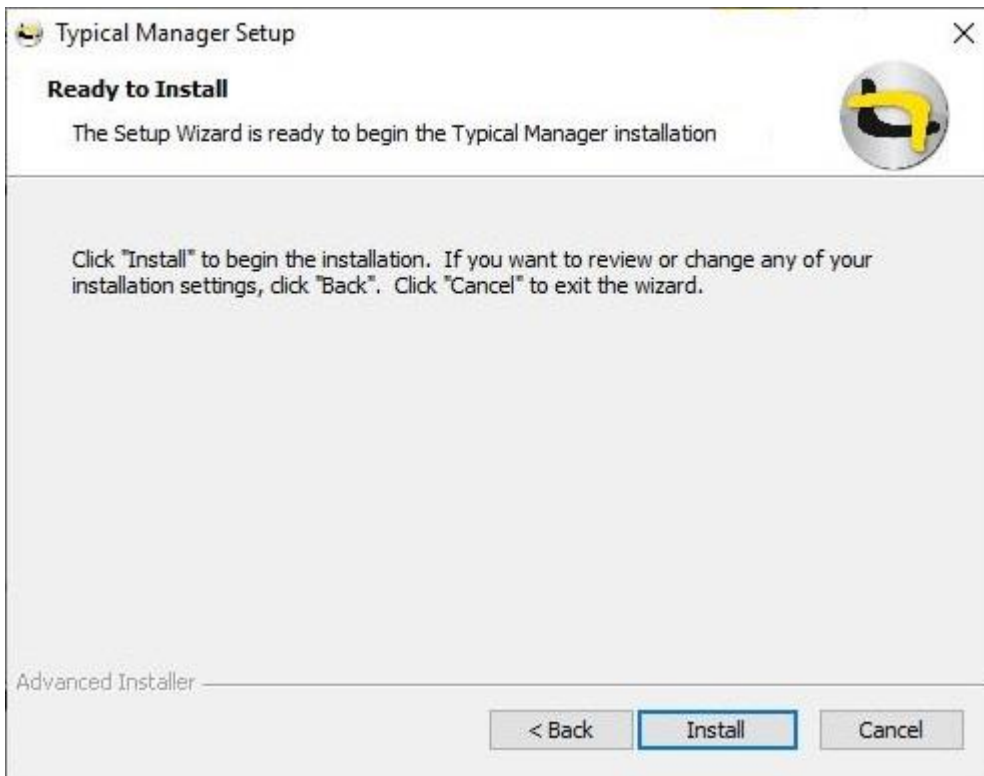 Typical Manager Setup
Ready to Install
The Setup Wizard is ready to begin the Typical Manager installation
Click "Install" to begin the installation.  If you want to review or change any of your
installation settings, click "Back".  Click "Cancel" to exit the wizard.
Advanced Installer
< Back
Install
Cancel